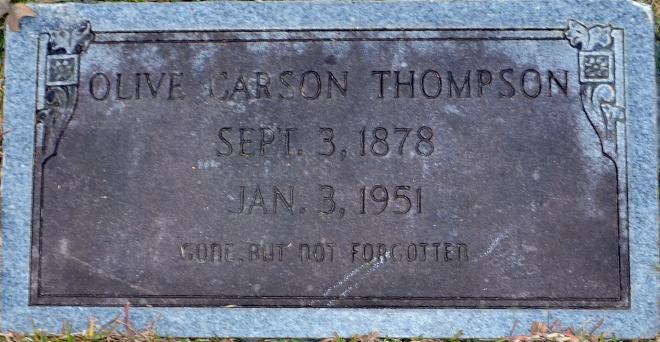 OLIVE CARSON THOMPSON
SEPT. 3, 1878
JAN. 3, 1951
GONE, BUT NOT FORGOTTEN